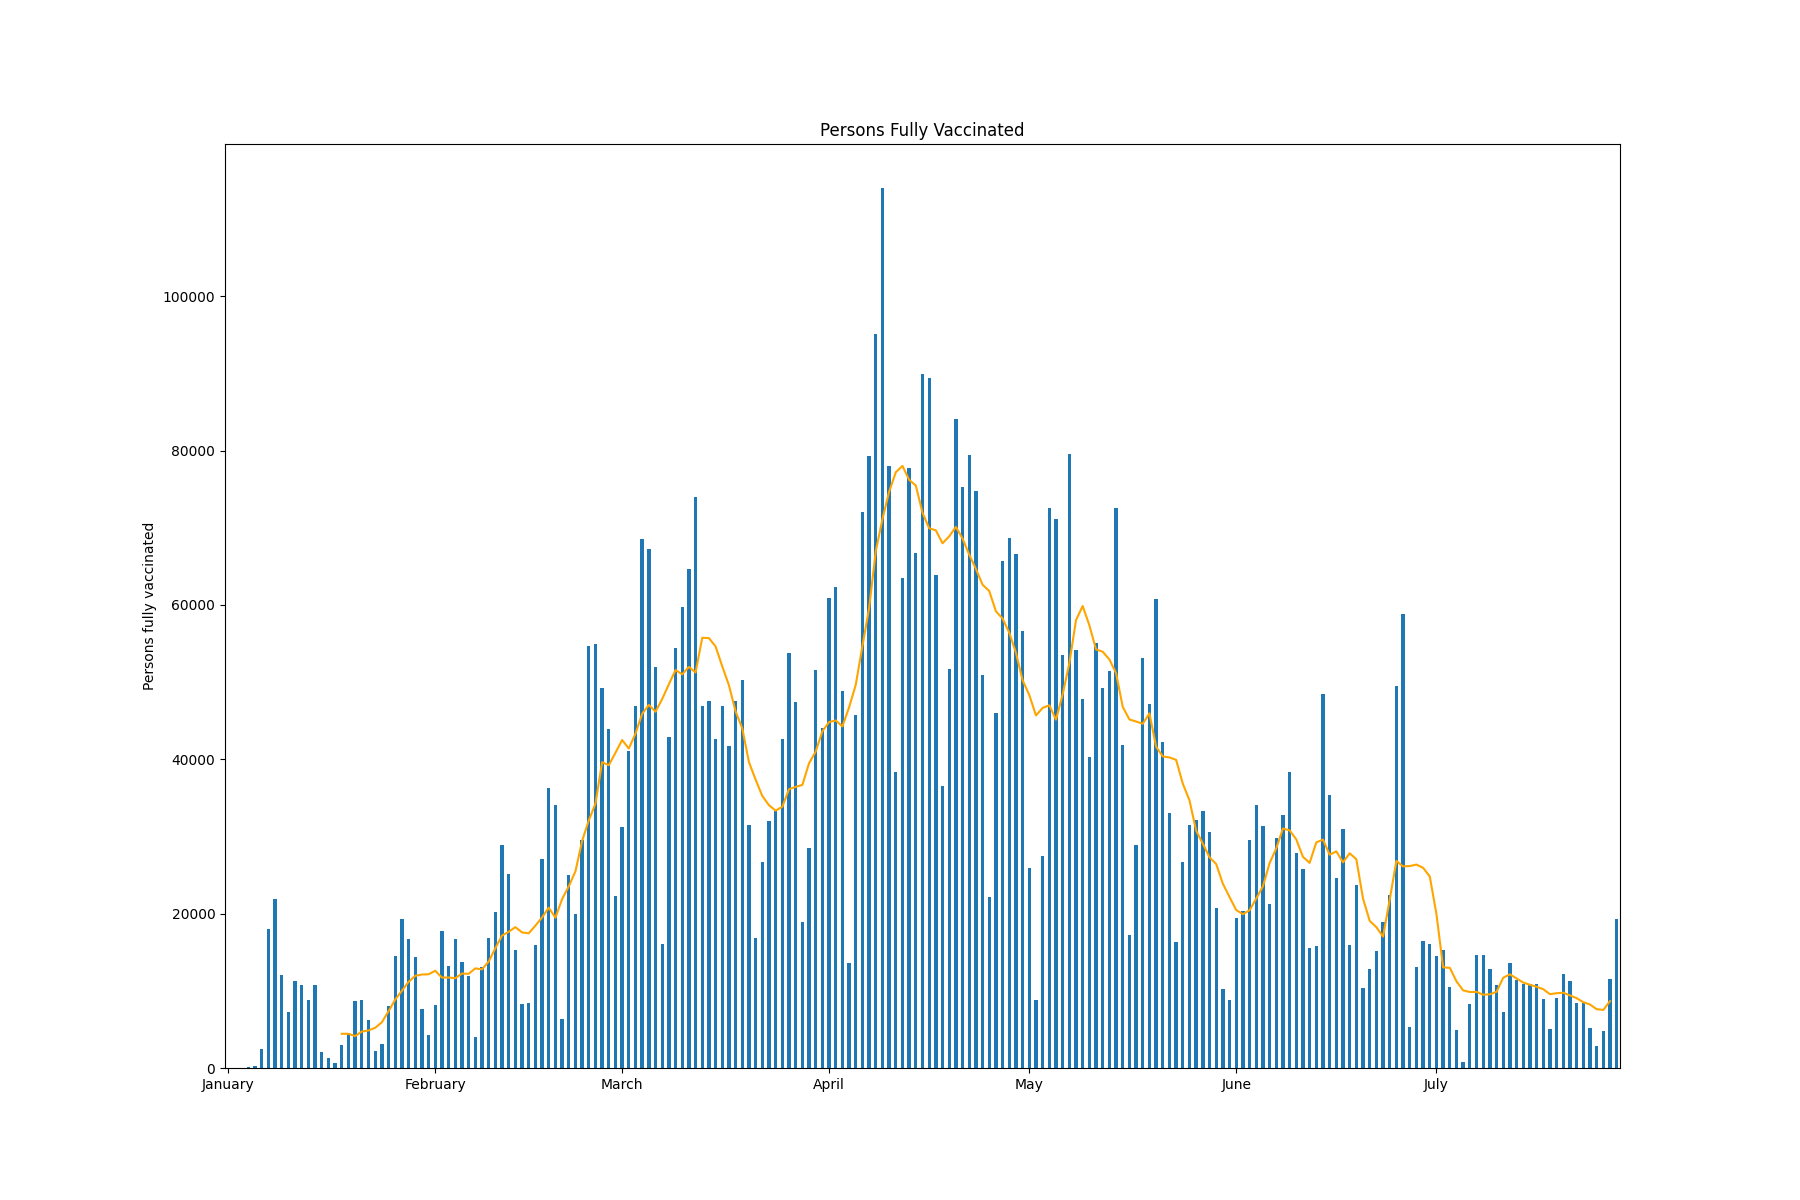 Persons Fully Vaccinated
Persons fully vaccinated
100000
80000
60000
40000
20000
0
January February March April May June July